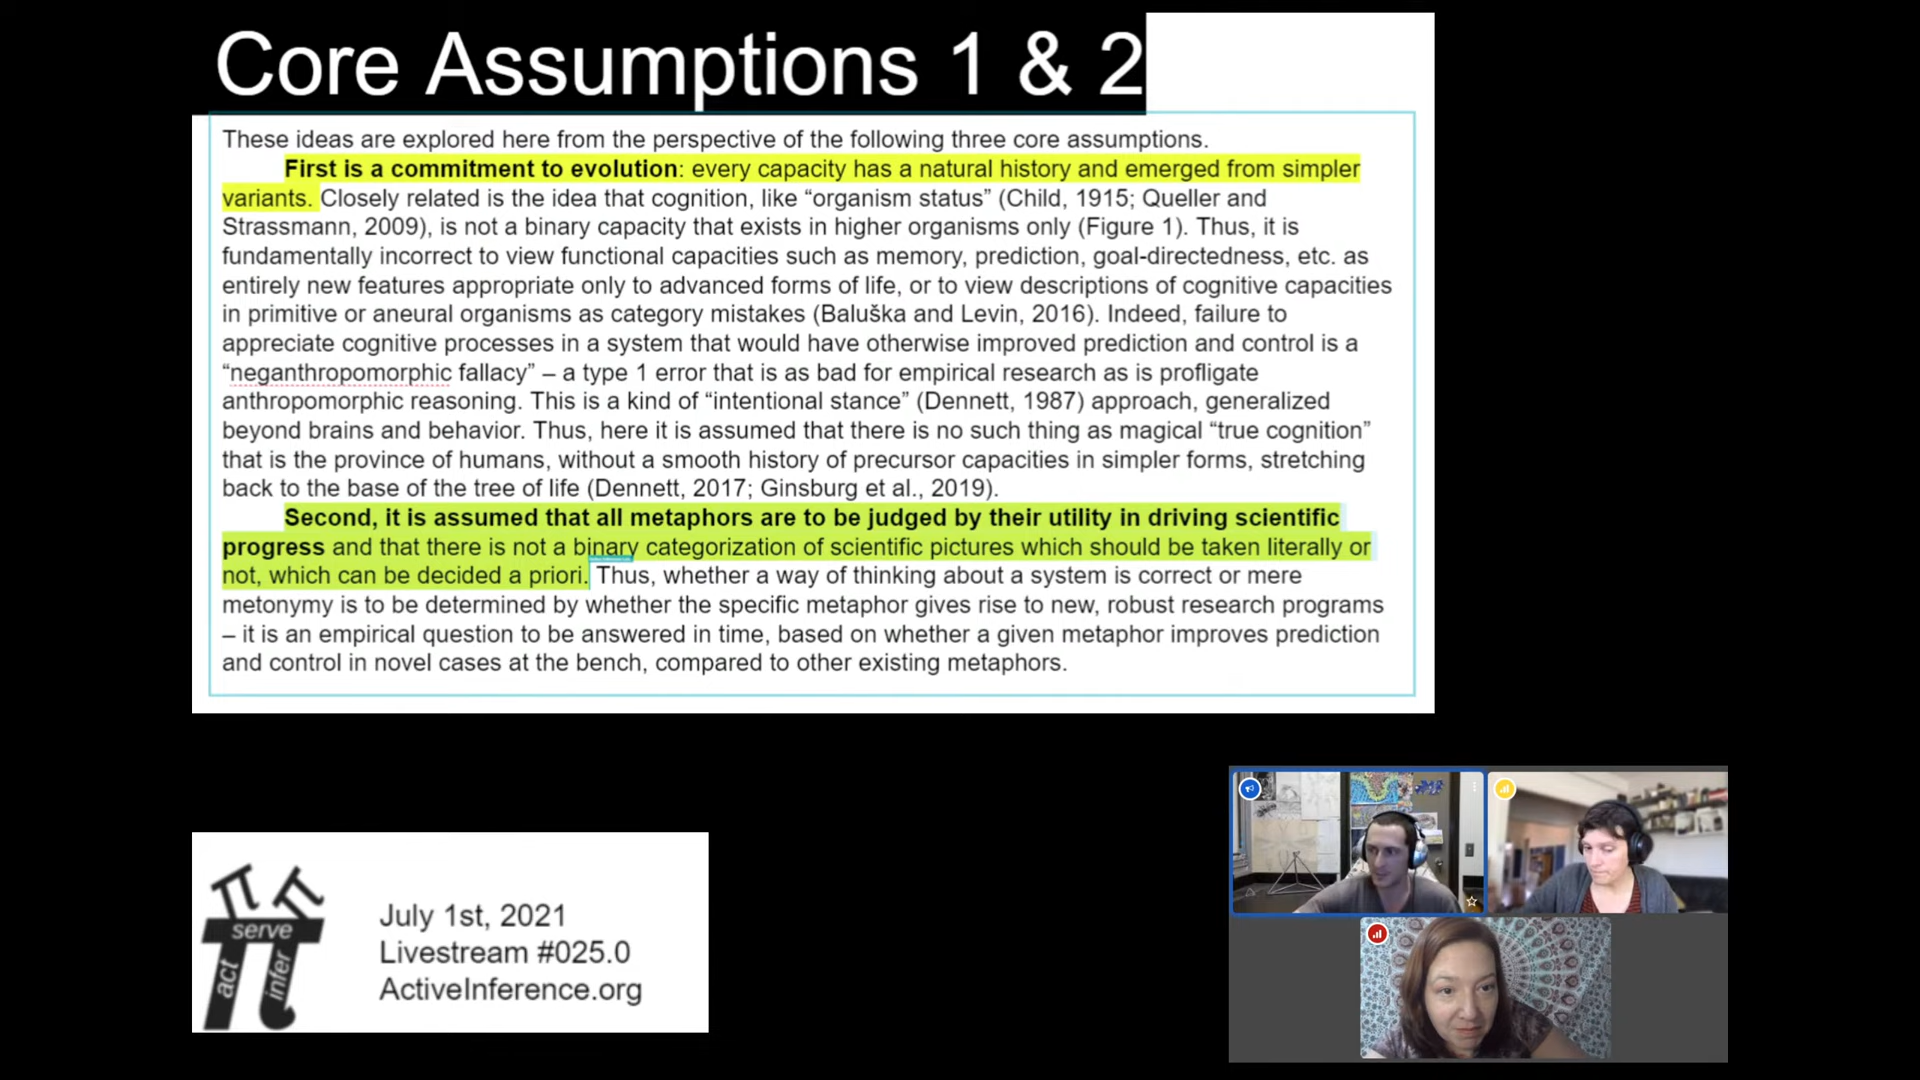 Core Assumptions 1 & 2
These ideas are explored here from the perspective of the following three core assumptions.
First is a commitment to evolution: every capacity has a natural history and emerged from simpler
variants. Closely related is the idea that cognition, like “organism status” (Child, 1915; Queller and
Strassmann, 2009), is not a binary capacity that exists in higher organisms only (Figure 1). Thus, it is
fundamentally incorrect to view functional capacities such as memory, prediction, goal-directedness, etc. as
entirely new features appropriate only to advanced forms of life, or to view descriptions of cognitive capacities
in primitive or aneural organisms as category mistakes (Baluška and Levin, 2016). Indeed, failure to
appreciate cognitive processes in a system that would have otherwise improved prediction and control is a
“neganthropomorphic fallacy” – a type 1 error that is as bad for empirical research as is profligate
anthropomorphic reasoning. This is a kind of “intentional stance” (Dennett, 1987) approach, generalized
beyond brains and behavior. Thus, here it is assumed that there is no such thing as magical “true cognition”
that is the province of humans, without a smooth history of precursor capacities in simpler forms, stretching
back to the base of the tree of life (Dennett, 2017; Ginsburg et al., 2019).
Second, it is assumed that all metaphors are to be judged by their utility in driving scientific
progress and that there is not a binary categorization of scientific pictures which should be taken literally or
not, which can be decided a priori. Thus, whether a way of thinking about a system is correct or mere
metonymy is to be determined by whether the specific metaphor gives rise to new, robust research programs
– it is an empirical question to be answered in time, based on whether a given metaphor improves prediction
and control in novel cases at the bench, compared to other existing metaphors.
serve
act
infer
July 1st, 2021
Livestream #025.0
ActiveInference.org